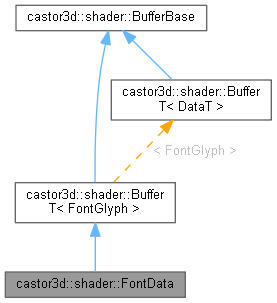 castor3d::shader::BufferBase
castor3d::shader::Buffer
T< DataT >
< FontGlyph >
castor3d::shader::Buffer
T< FontGlyph >
castor3d::shader::FontData